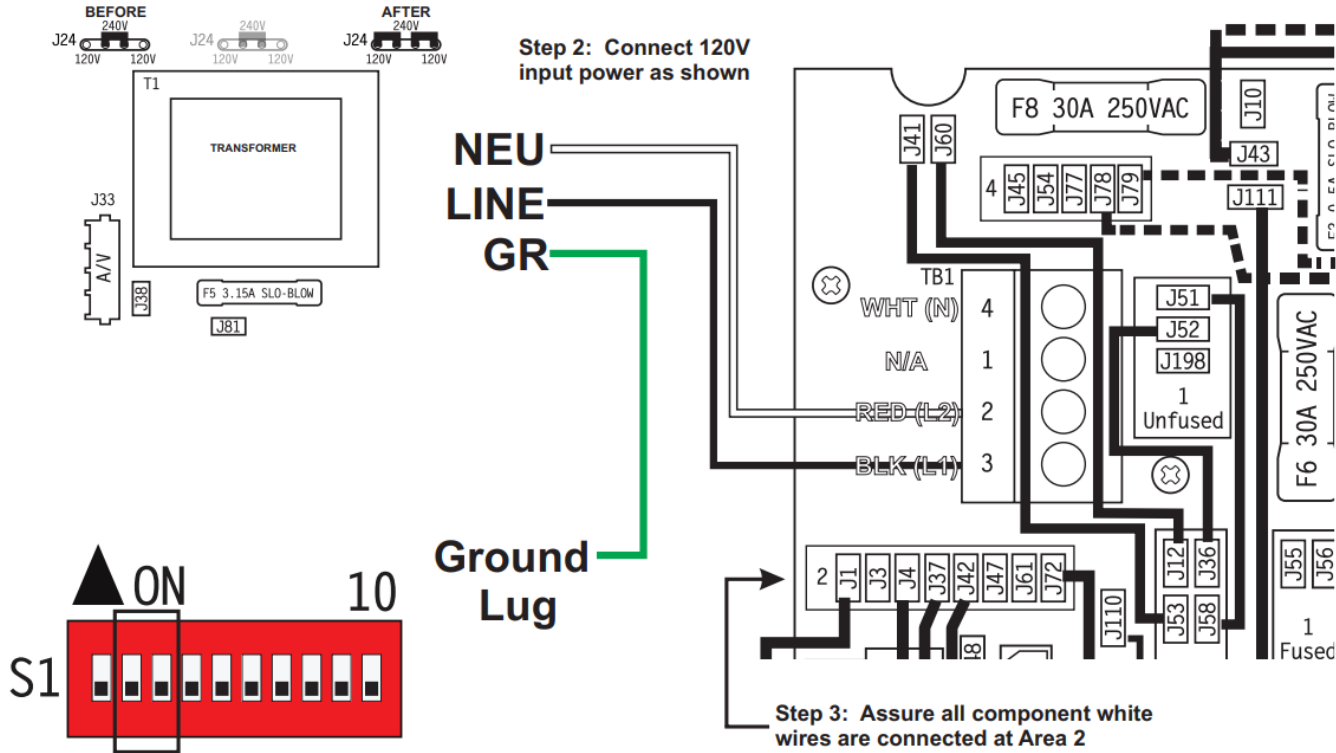 BEFORE
240V
J24
120V 120V
240V
J24
120V 120V
AFTER
240V
J24
120V 120V
T1
TRANSFORMER
J33
A/V
J38
F5 3.15A SLO-BLOW
J81
Step 2: Connect 120V
input power as shown
NEU
LINE
GR
Ground
Lug
ON
10
S1
F8 30A 250VAC
J41
J60
J10
J43
J111
4
J45
J54
J77
J78
J79
TB1
WHT (N) 4
N/A 1
RED (L2) 2
BLK (L1) 3
J51
J52
J198
1
Unfused
F6 30A 250VAC
2
J1
J3
J4
J37
J42
J47
J61
J72
J110
J12
J36
J53
J58
J55
J56
1
Fused
Step 3: Assure all component white
wires are connected at Area 2